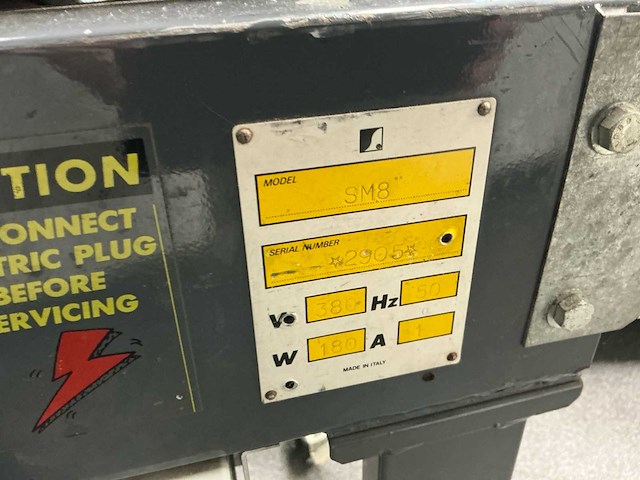 TION
ONNECT
TRIC PLUG
BEFORE
ERVICING
MODEL
SM8
SERIAL NUMBER
*2905*
V 380 Hz 50
W 180 A 1
MADE IN ITALY